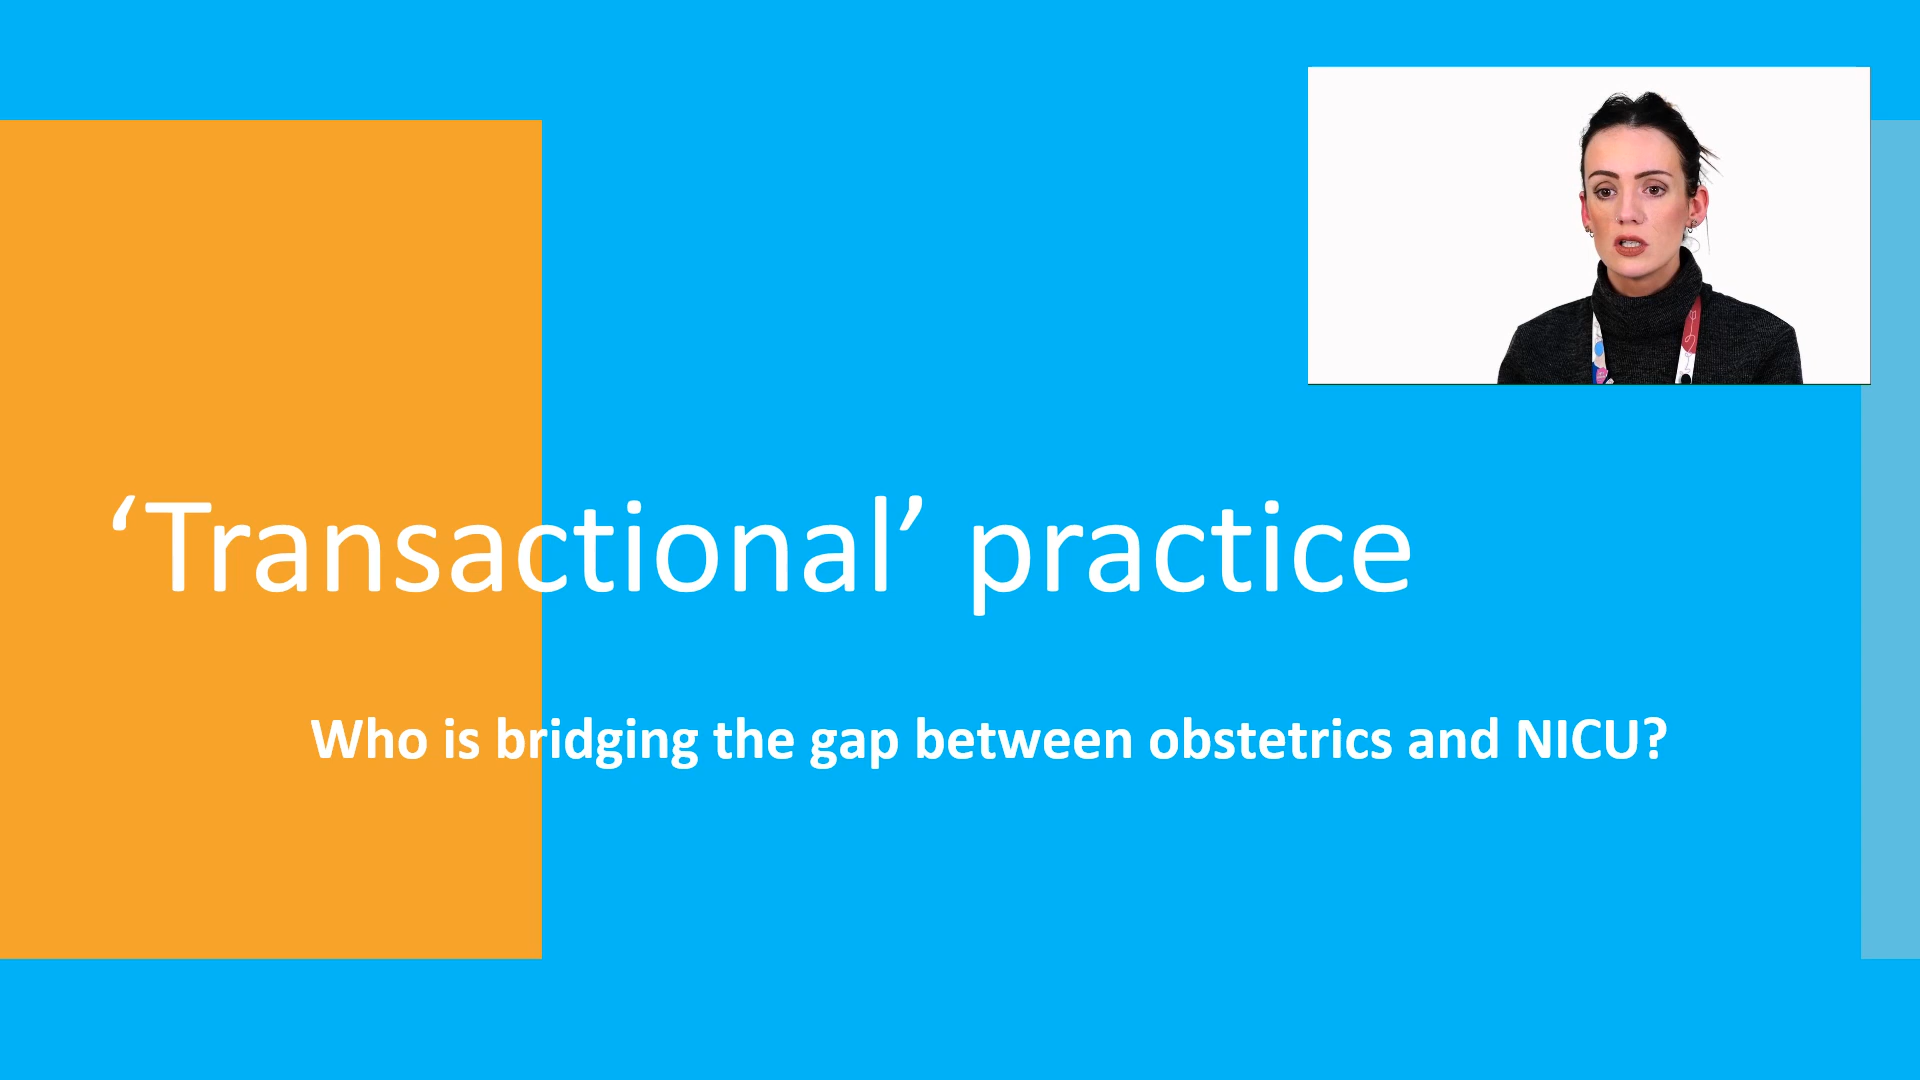 ‘Transactional’ practice
Who is bridging the gap between obstetrics and NICU?